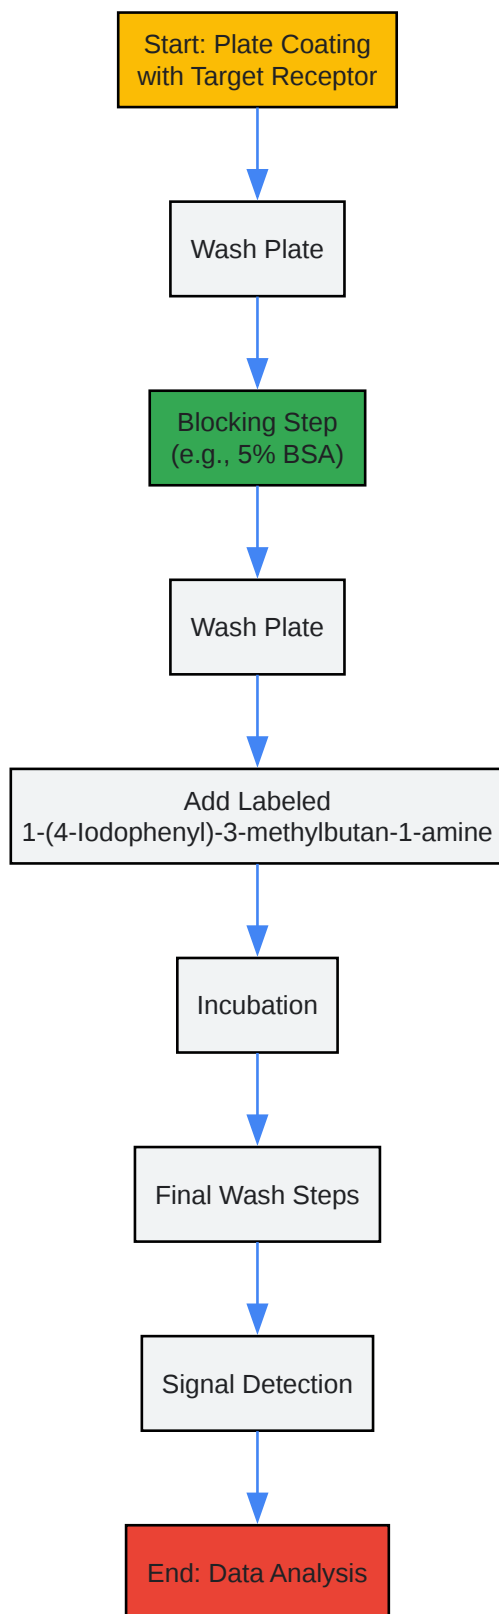 Start: Plate Coating
with Target Receptor
Wash Plate
Blocking Step
(e.g., 5% BSA)
Wash Plate
Add Labeled
1-(4-Iodophenyl)-3-methylbutan-1-amine
Incubation
Final Wash Steps
Signal Detection
End: Data Analysis